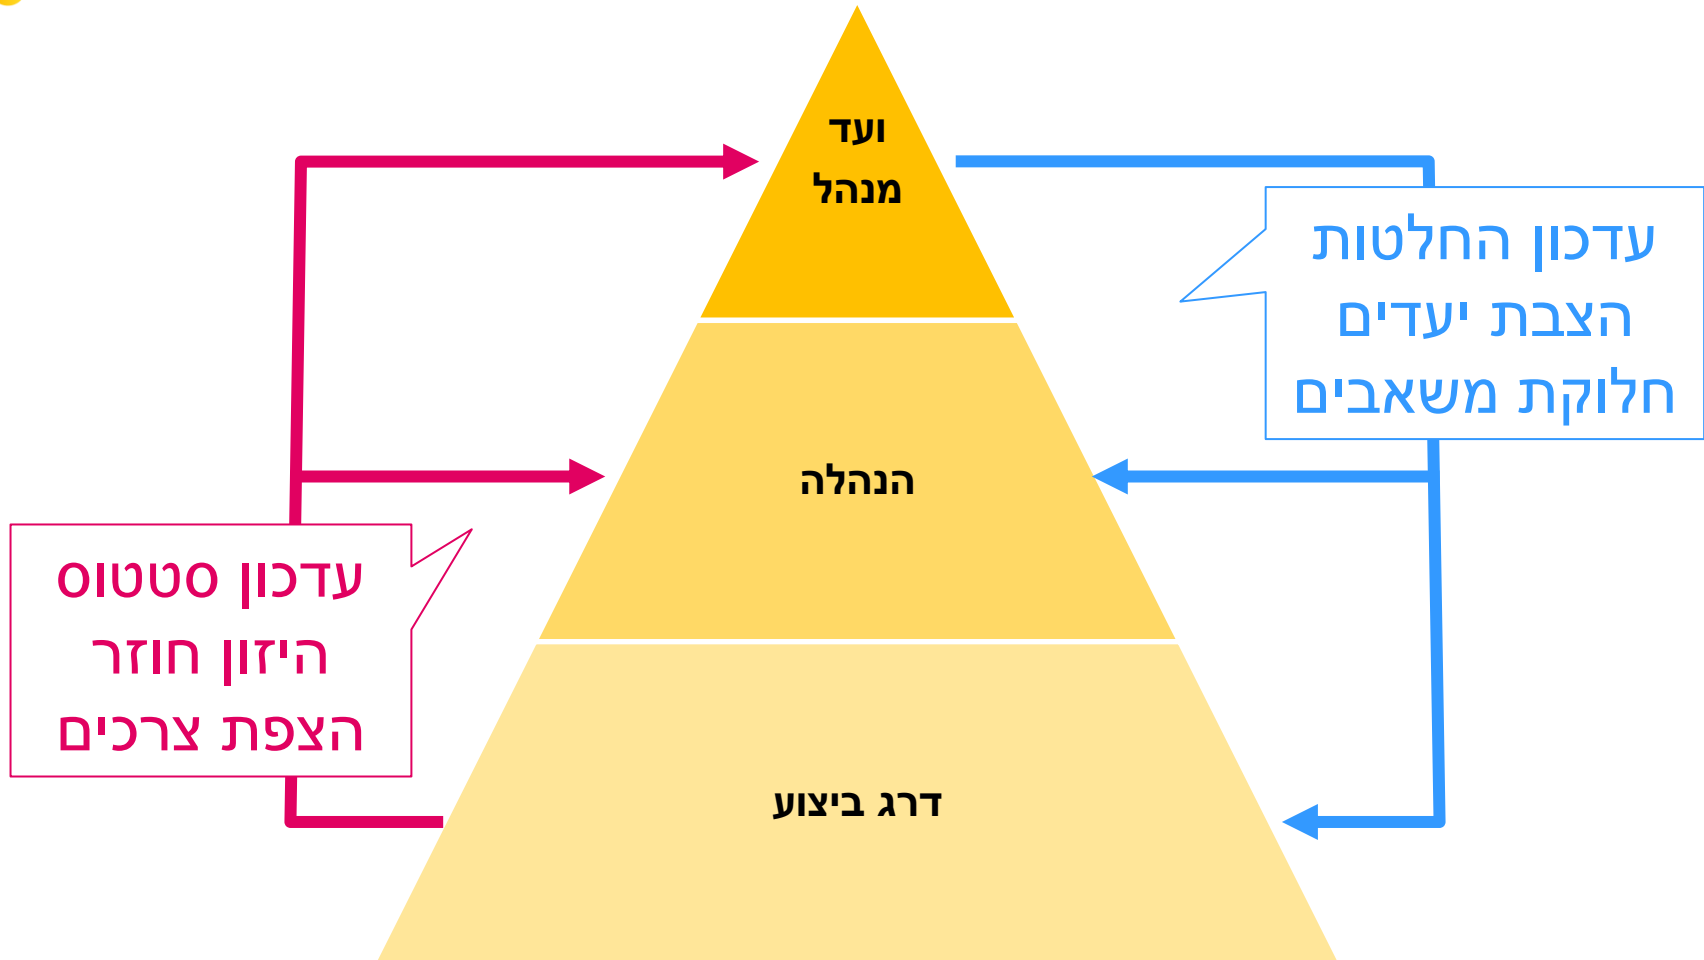 ועד
מנהל
עדכון החלטות
הצבת יעדים
חלוקת משאבים
הנהלה
עדכון סטטוס
היזון חוזר
הצפת צרכים
דרג ביצוע